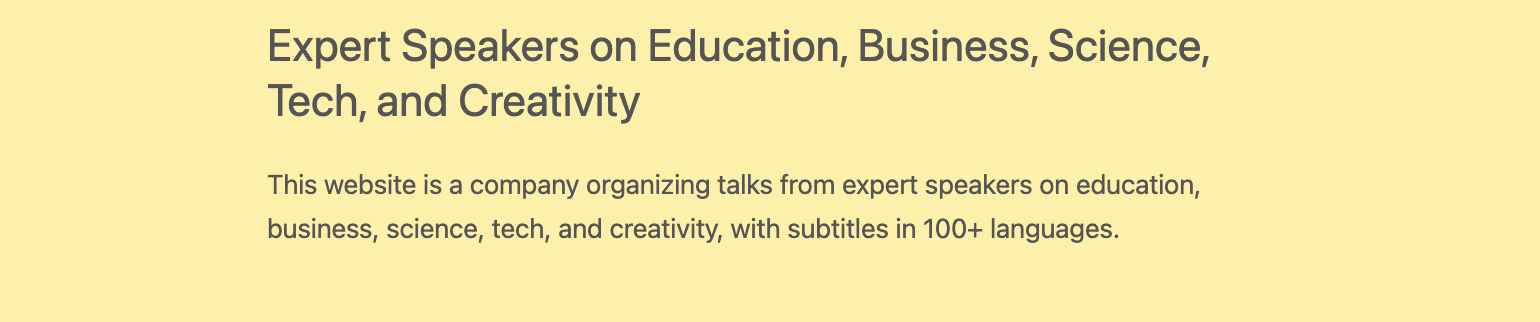 Expert Speakers on Education, Business, Science,
Tech, and Creativity
This website is a company organizing talks from expert speakers on education,
business, science, tech, and creativity, with subtitles in 100+ languages.